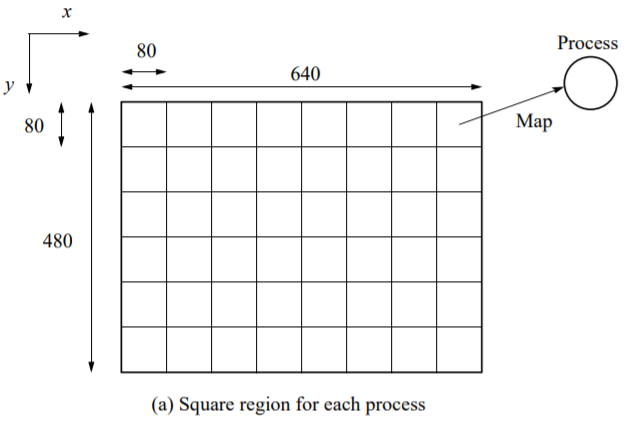 x
Process
80
640
y
80
Map
480
(a) Square region for each process